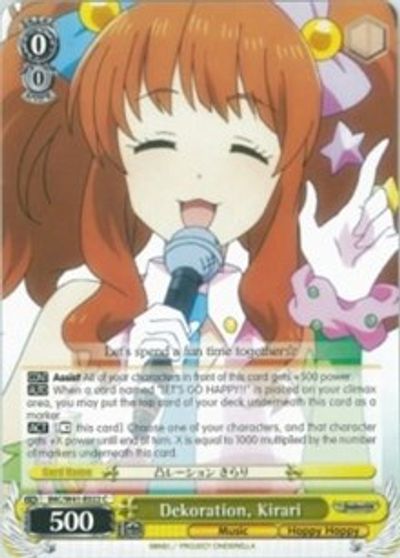 0
0
Let's spend a fun time together☆
CONT Assist All of your characters in front of this card gets +500 power.
AUTO When a card named "LET'S GO HAPPY!!" is placed on your climax
area, you may put the top card of your deck underneath this card as a
marker.
ACT [ this card] Choose one of your characters, and that character
gets +X power until end of turn. X is equal to 1000 multiplied by the number
of markers underneath this card.
Card Name
凸レーション きらり
500
Dekoration, Kirari
Music
Happy Happy
PROJECT CINDERELLA